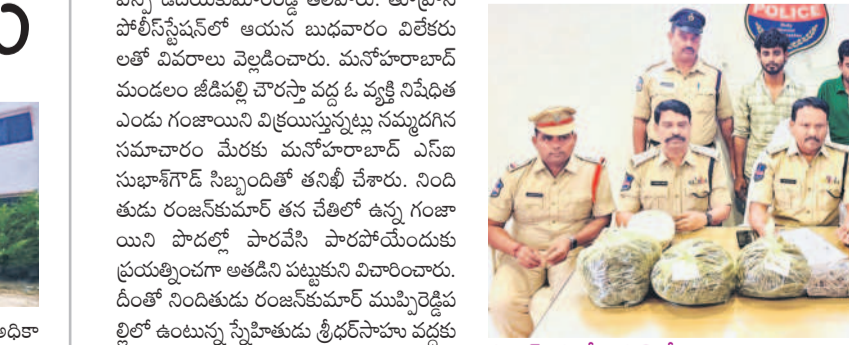 పోలీస్‌స్టేషన్‌లో ఆయన బుధవారం విలేకరు
లతో వివరాలు వెల్లడించారు. మనోహరాబాద్
మండలం జీడిపల్లి చౌరస్తా వద్ద ఓ వ్యక్తి నిషేధిత
ఎండు గంజాయిని విక్రయిస్తున్నట్లు నమ్మదగిన
సమాచారం మేరకు మనోహరాబాద్ ఎస్ఐ
సుభాశ్‌గౌడ్ సిబ్బందితో తనిఖీ చేశారు. నింది
తుడు రంజన్‌కుమార్ తన చేతిలో ఉన్న గంజా
యిని పొదల్లో పారవేసి పారపోయేందుకు
ప్రయత్నించగా అతడిని పట్టుకుని విచారించారు.
దీంతో నిందితుడు రంజన్‌కుమార్ ముప్పిరెడ్డిప
ల్లిలో ఉంటున్న స్నేహితుడు శ్రీధర్‌సాహు వద్దకు
అధికా
POLICE